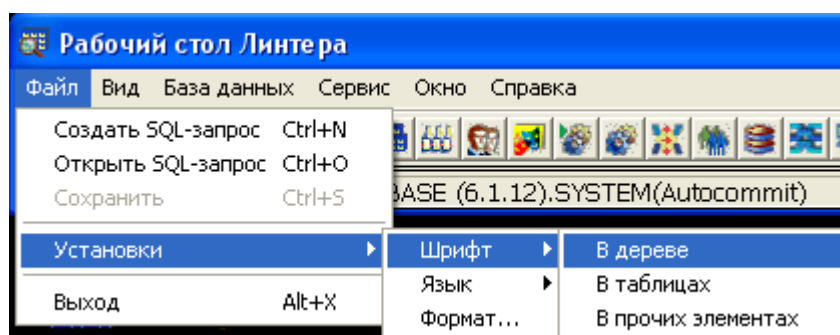 Рабочий стол Линтера
Файл Вид База данных Сервис Окно Справка
Создать SQL-запрос Ctrl+N
Открыть SQL-запрос Ctrl+O
Сохранить Ctrl+S
BASE (6.1.12).SYSTEM(Autocommit)
Установки
Шрифт
В дереве
Язык
В таблицах
Выход Alt+X
Формат...
В прочих элементах